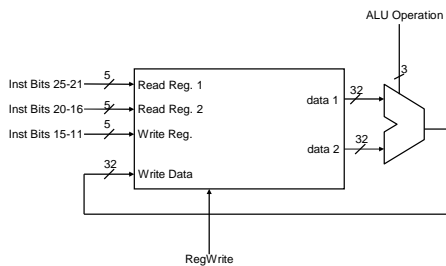 ALU Operation
3
Inst Bits 25-21
5
Read Reg. 1
Inst Bits 20-16
5
Read Reg. 2
Inst Bits 15-11
5
Write Reg.
32
Write Data
data 1
32
data 2
32
RegWrite